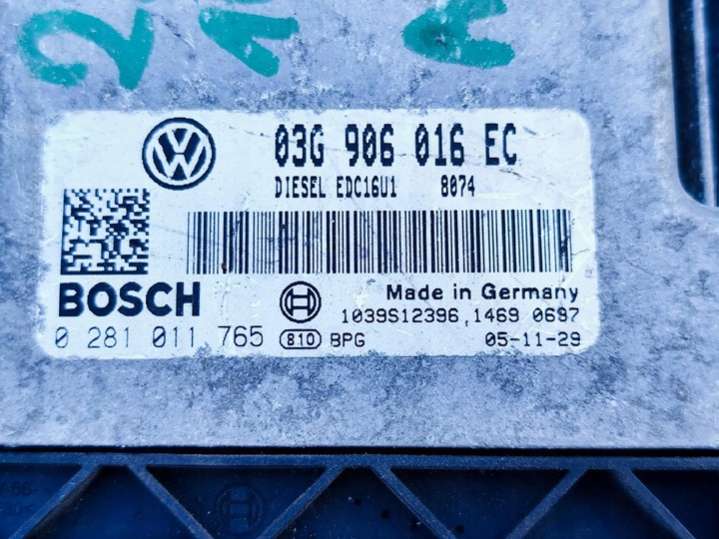 03G 906 016 EC
DIESEL EDC16U1 8074
BOSCH
Made in Germany
1039S12396,1469 0697
0 281 011 765 810 BPG 05-11-29